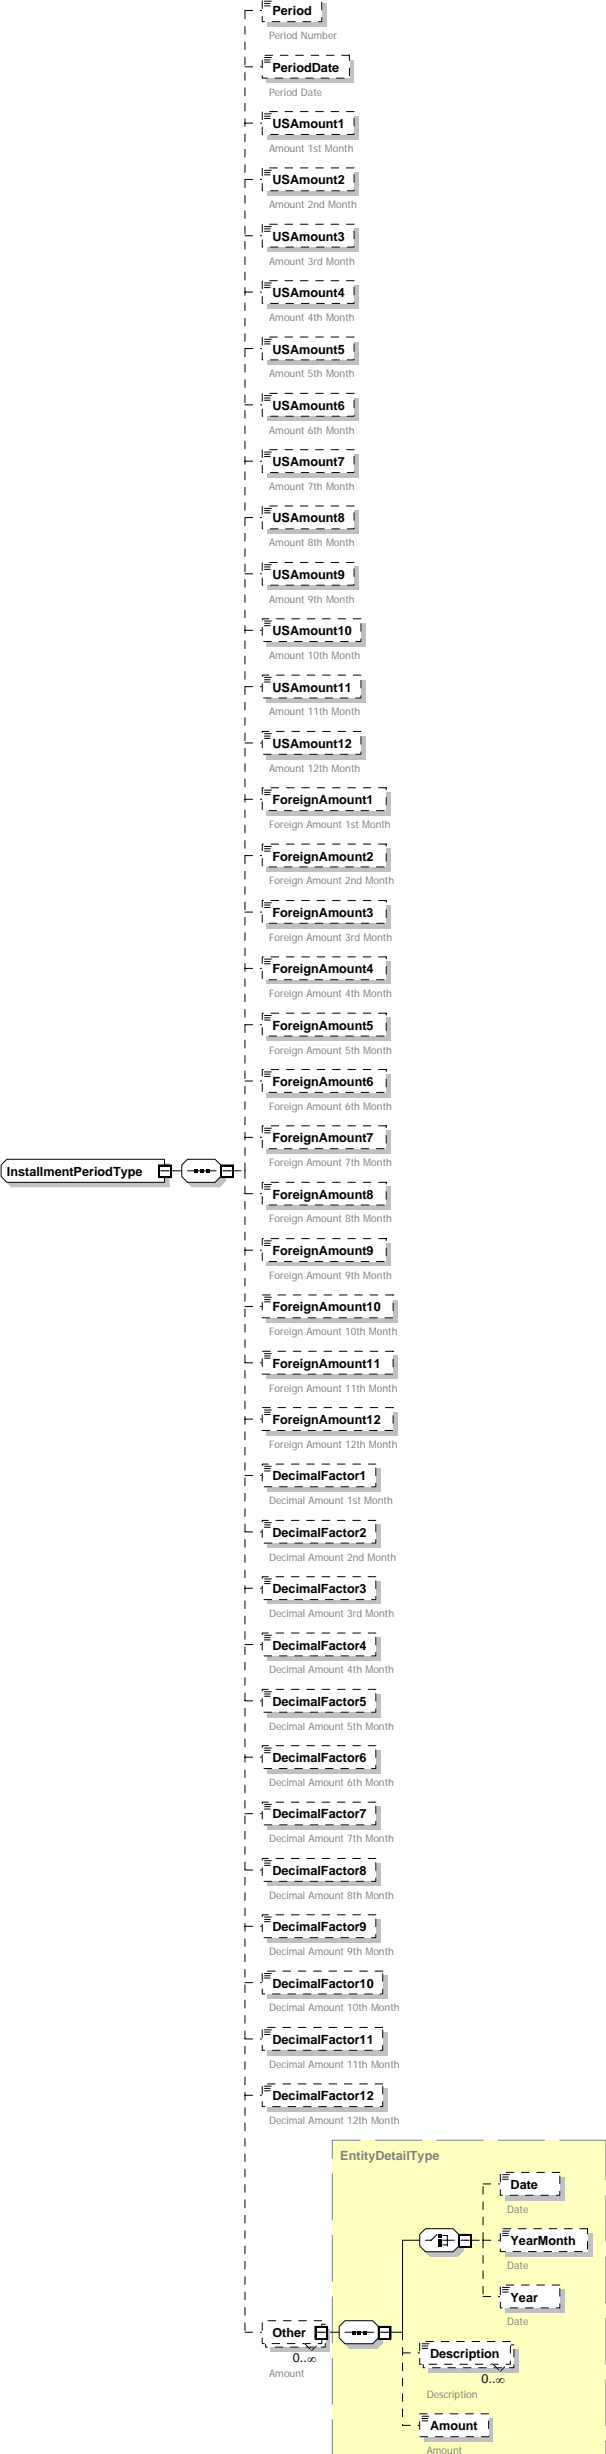 Period
Period Number
PeriodDate
Period Date
USAmount1
Amount 1st Month
USAmount2
Amount 2nd Month
USAmount3
Amount 3rd Month
USAmount4
Amount 4th Month
USAmount5
Amount 5th Month
USAmount6
Amount 6th Month
USAmount7
Amount 7th Month
USAmount8
Amount 8th Month
USAmount9
Amount 9th Month
USAmount10
Amount 10th Month
USAmount11
Amount 11th Month
USAmount12
Amount 12th Month
ForeignAmount1
Foreign Amount 1st Month
ForeignAmount2
Foreign Amount 2nd Month
ForeignAmount3
Foreign Amount 3rd Month
ForeignAmount4
Foreign Amount 4th Month
ForeignAmount5
Foreign Amount 5th Month
ForeignAmount6
Foreign Amount 6th Month
ForeignAmount7
Foreign Amount 7th Month
InstallmentPeriodType
ForeignAmount8
Foreign Amount 8th Month
ForeignAmount9
Foreign Amount 9th Month
ForeignAmount10
Foreign Amount 10th Month
ForeignAmount11
Foreign Amount 11th Month
ForeignAmount12
Foreign Amount 12th Month
DecimalFactor1
Decimal Amount 1st Month
DecimalFactor2
Decimal Amount 2nd Month
DecimalFactor3
Decimal Amount 3rd Month
DecimalFactor4
Decimal Amount 4th Month
DecimalFactor5
Decimal Amount 5th Month
DecimalFactor6
Decimal Amount 6th Month
DecimalFactor7
Decimal Amount 7th Month
DecimalFactor8
Decimal Amount 8th Month
DecimalFactor9
Decimal Amount 9th Month
DecimalFactor10
Decimal Amount 10th Month
DecimalFactor11
Decimal Amount 11th Month
DecimalFactor12
Decimal Amount 12th Month
EntityDetailType
Date
Date
YearMonth
Date
Year
Date
Other
0..∞
Amount
Description
0..∞
Description
Amount
Amount